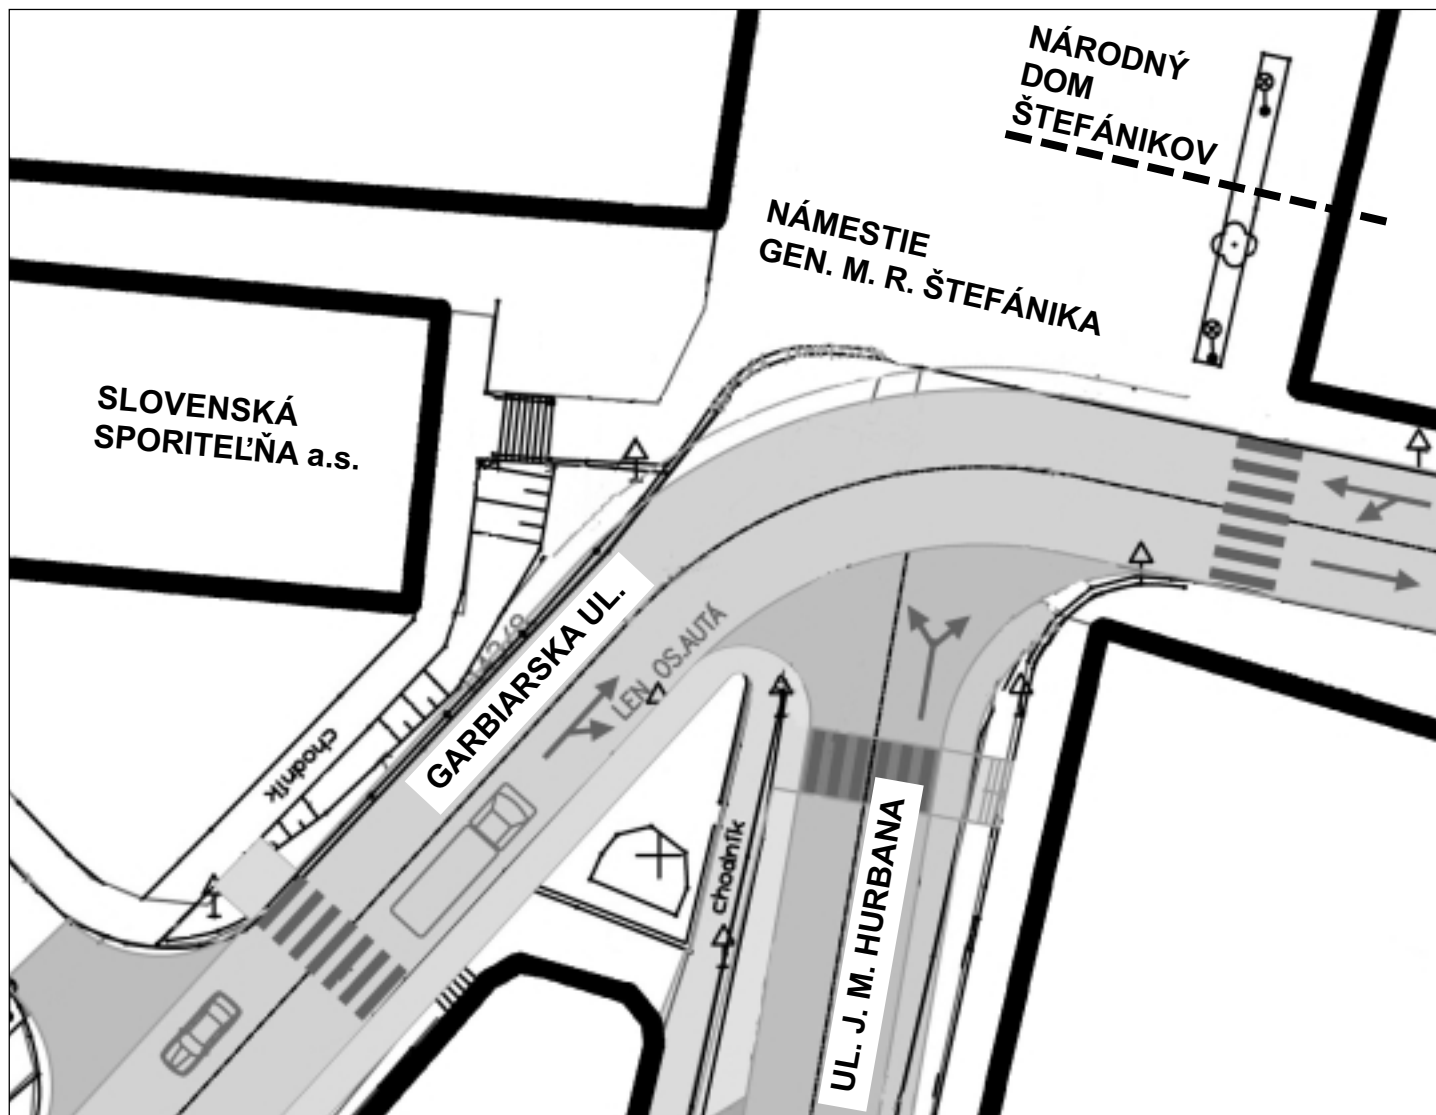 NÁRODNÝ
DOM
ŠTEFÁNIKOV
NÁMESTIE
GEN. M. R. ŠTEFÁNIKA
SLOVENSKÁ
SPORITEĽŇA a.s.
GARBIARSKA UL.
LEN OS.AUTÁ
chodník
chodník
UL. J. M. HURBANA